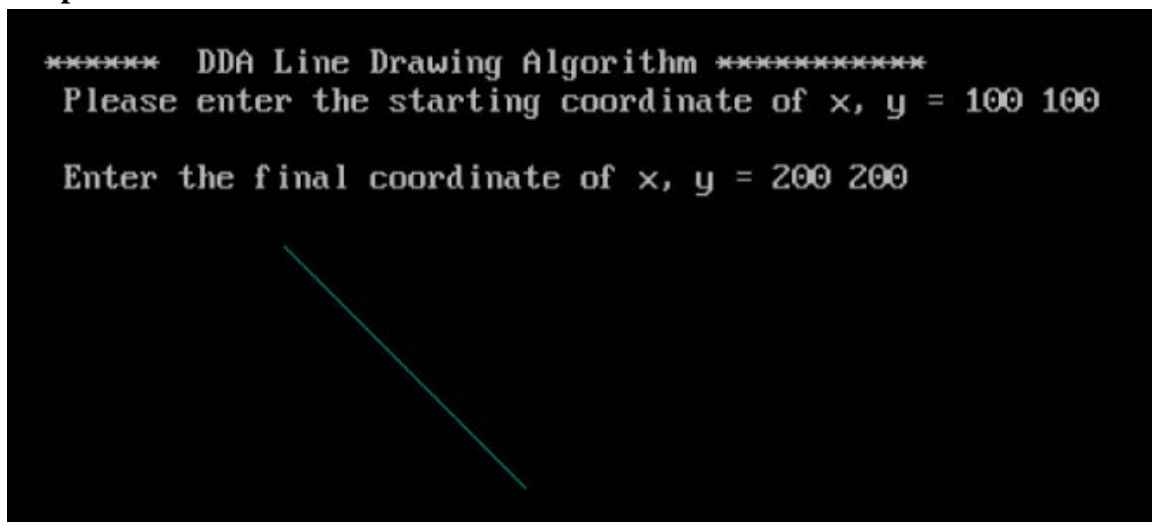 ****** DDA Line Drawing Algorithm ***********
Please enter the starting coordinate of x, y = 100 100
Enter the final coordinate of x, y = 200 200